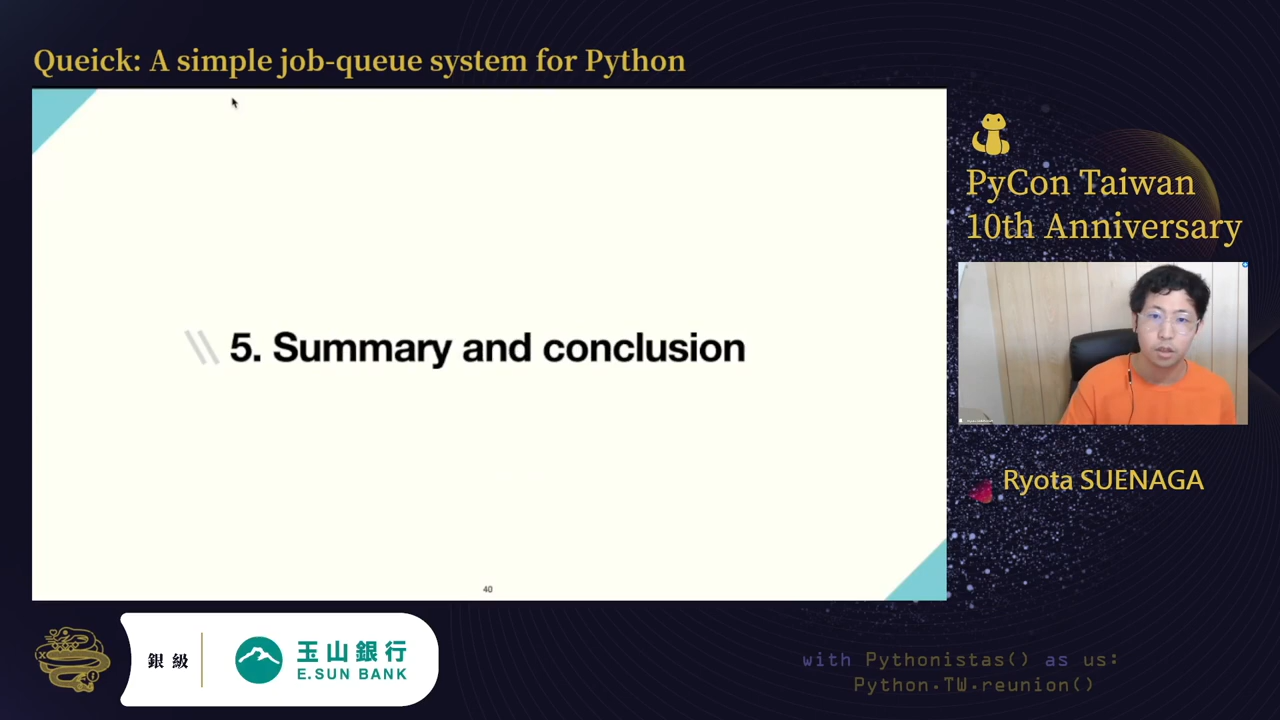 Queick: A simple job-queue system for Python
PyCon Taiwan
10th Anniversary
5. Summary and conclusion
40
Ryota SUENAGA
銀級
玉山銀行
E.SUN BANK
with Pythonistas() as us:
Python.TW.reunion()